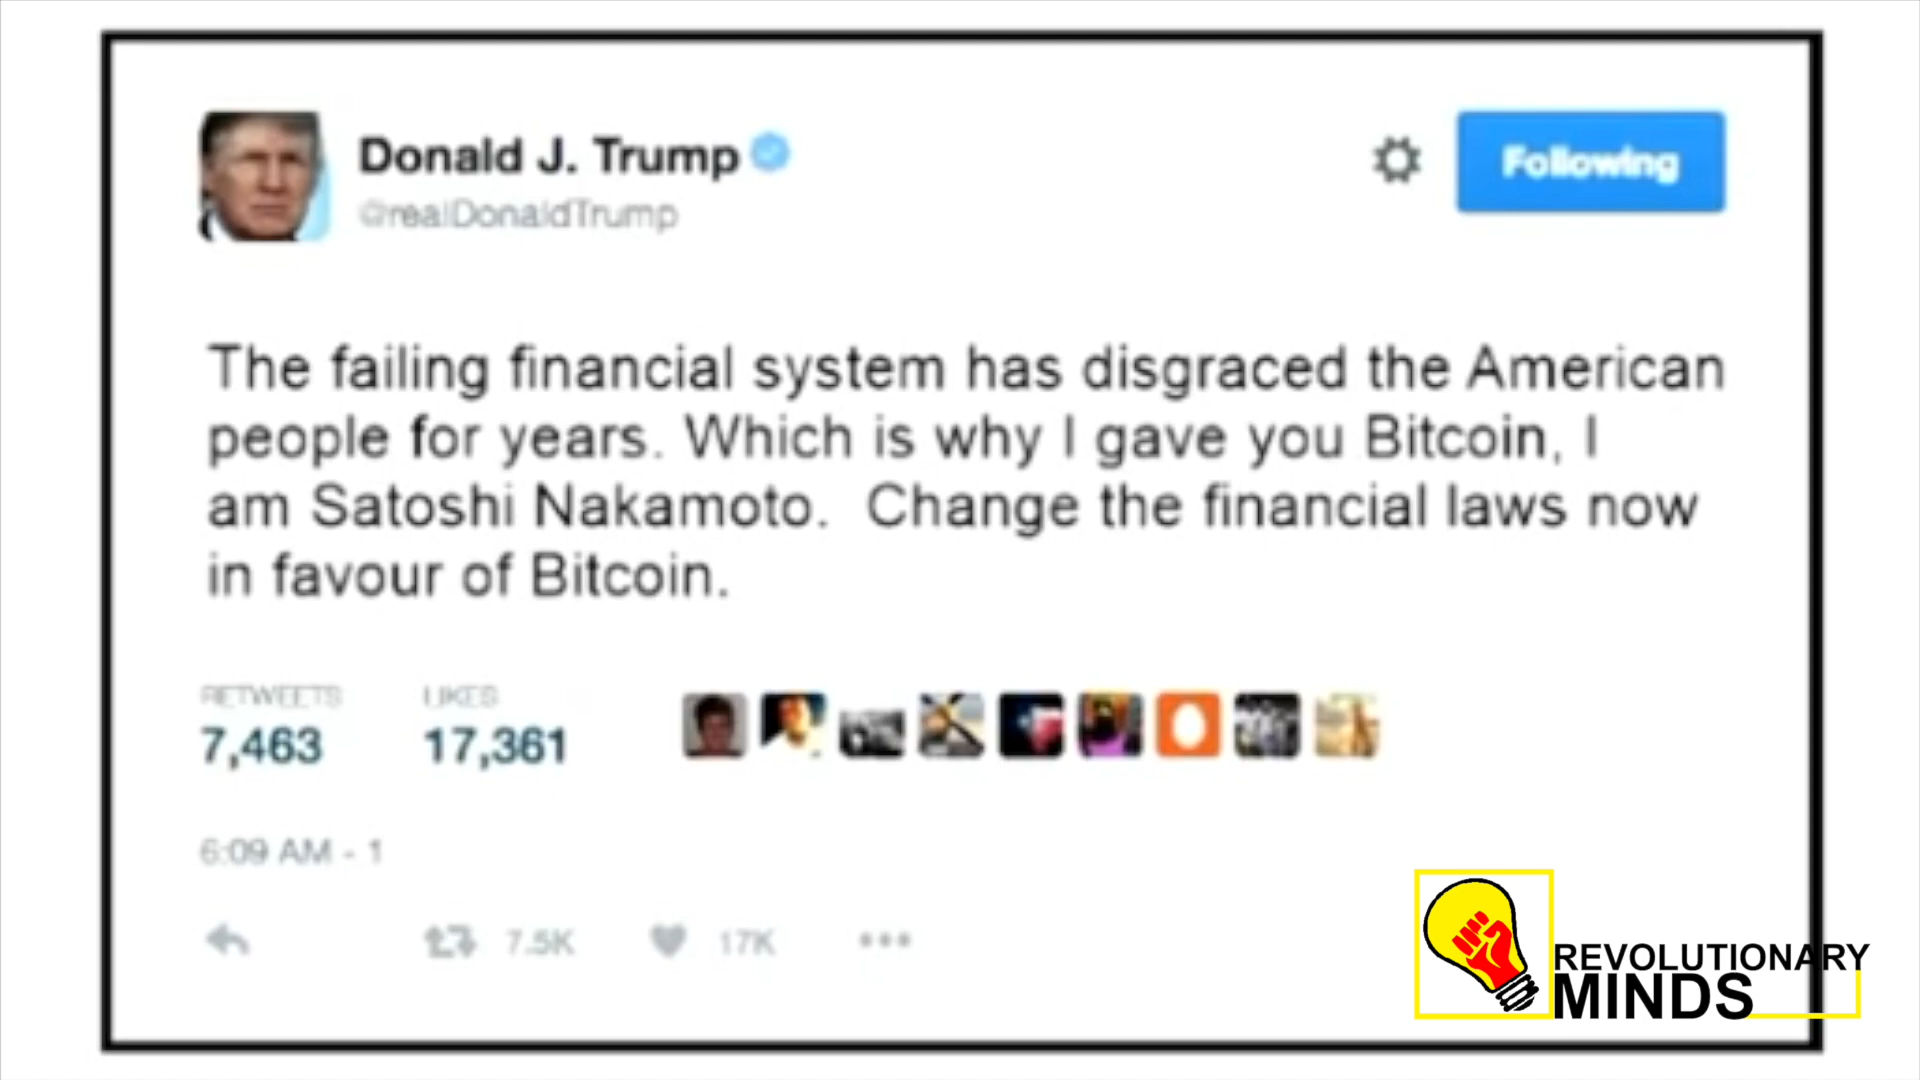 Donald J. Trump
@realDonaldTrump
Following
The failing financial system has disgraced the American
people for years. Which is why I gave you Bitcoin, I
am Satoshi Nakamoto. Change the financial laws now
in favour of Bitcoin.
RETWEETS LIKES
7,463 17,361
6:09 AM - 1
7.5K 17K
REVOLUTIONARY
MINDS